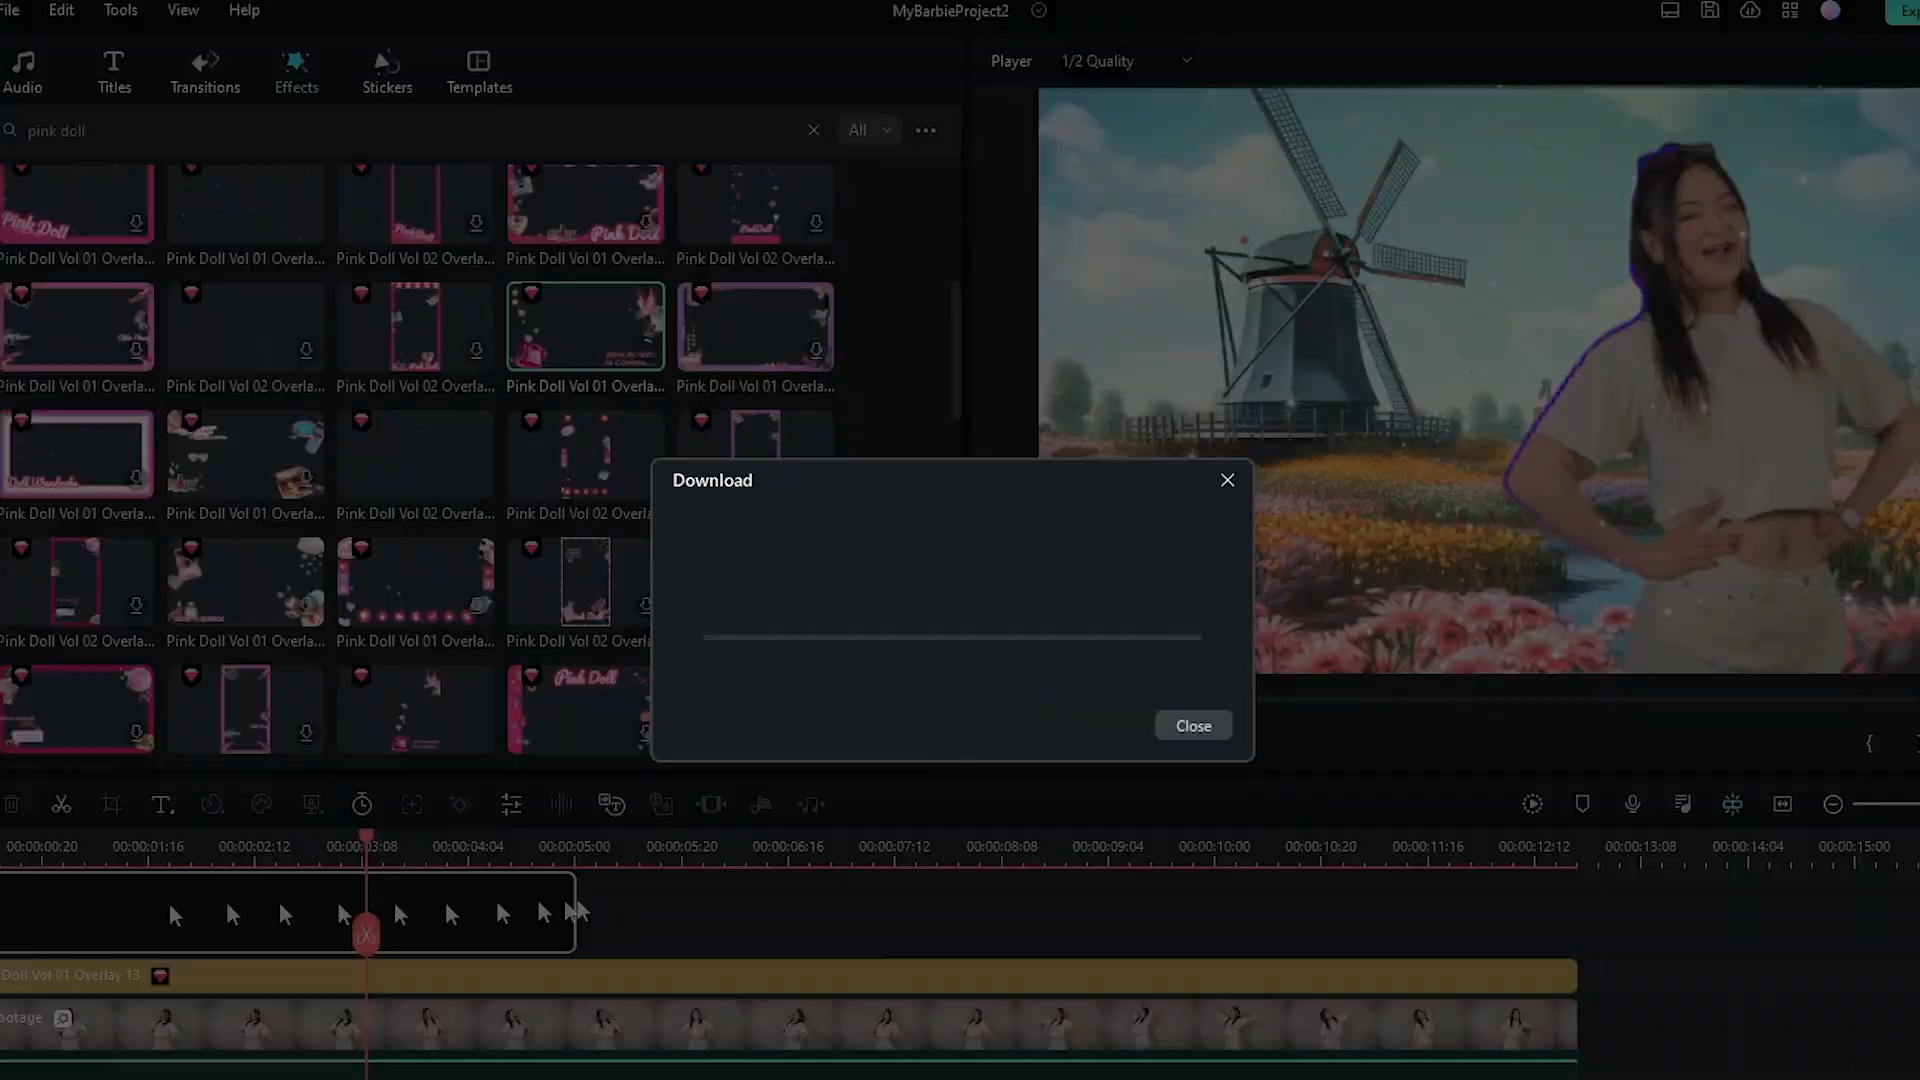 File Edit Tools View Help
MyBarbieProject2
Audio Titles Transitions Effects Stickers Templates
Player 1/2 Quality
pink doll
All
Pink Doll
Pink Doll
Pink Doll Vol 01 Overla... Pink Doll Vol 01 Overla... Pink Doll Vol 02 Overla... Pink Doll Vol 01 Overla... Pink Doll Vol 02 Overla...
Pink Doll Vol 01 Overla... Pink Doll Vol 02 Overla... Pink Doll Vol 02 Overla... Pink Doll Vol 01 Overla... Pink Doll Vol 01 Overla...
Pink Doll Vol 01 Overla... Pink Doll Vol 01 Overla... Pink Doll Vol 02 Overla... Pink Doll Vol 02 Overla
Pink Doll Vol 02 Overla... Pink Doll Vol 01 Overla... Pink Doll Vol 01 Overla... Pink Doll Vol 02 Overla
Pink Doll
Download
Close
00:00:00:20 00:00:01:16 00:00:02:12 00:00:03:08 00:00:04:04 00:00:05:00 00:00:05:20 00:00:06:16 00:00:07:12 00:00:08:08 00:00:09:04 00:00:10:00 00:00:10:20 00:00:11:16 00:00:12:12 00:00:13:08 00:00:14:04 00:00:15:00
Doll Vol 01 Overlay 13
ootage